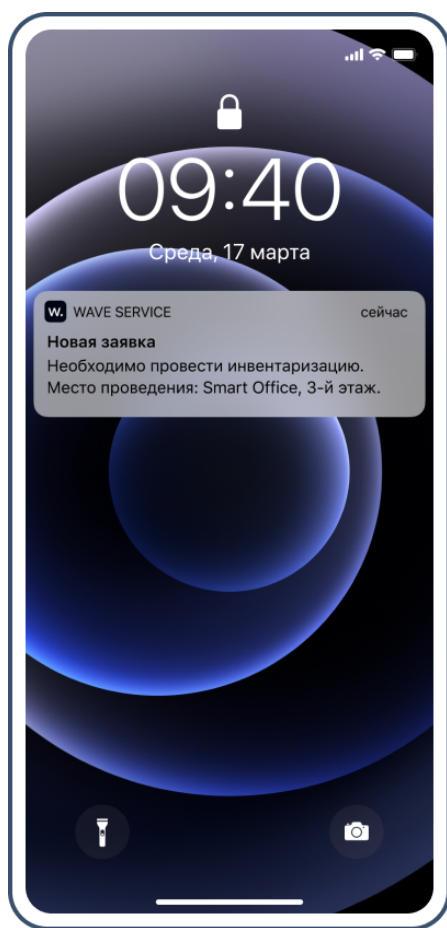 09:40
Среда, 17 марта
w. WAVE SERVICE сейчас
Новая заявка
Необходимо провести инвентаризацию.
Место проведения: Smart Office, 3-й этаж.